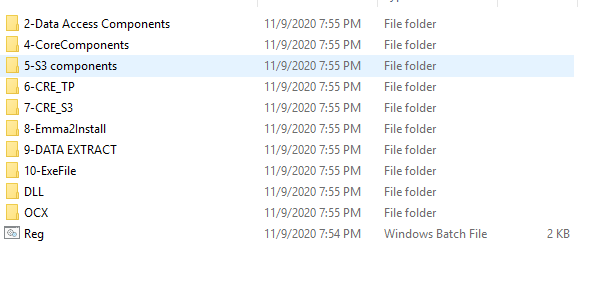 2-Data Access Components 11/9/2020 7:55 PM File folder
4-CoreComponents 11/9/2020 7:55 PM File folder
5-S3 components 11/9/2020 7:55 PM File folder
6-CRE_TP 11/9/2020 7:55 PM File folder
7-CRE_S3 11/9/2020 7:55 PM File folder
8-Emma2Install 11/9/2020 7:55 PM File folder
9-DATA EXTRACT 11/9/2020 7:55 PM File folder
10-ExeFile 11/9/2020 7:55 PM File folder
DLL 11/9/2020 7:55 PM File folder
OCX 11/9/2020 7:55 PM File folder
Reg 11/9/2020 7:54 PM Windows Batch File 2 KB